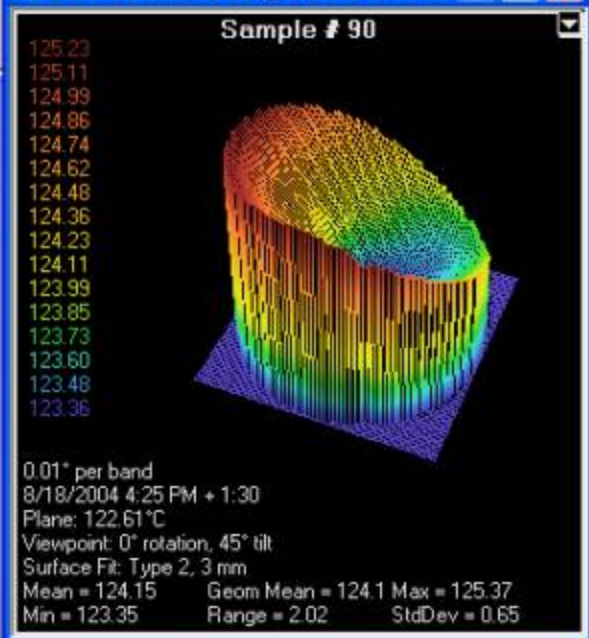 Sample # 90
125.23
125.11
124.99
124.86
124.74
124.62
124.48
124.36
124.23
124.11
123.99
123.85
123.73
123.60
123.48
123.36
0.01° per band
8/18/2004 4:25 PM + 1:30
Plane: 122.61°C
Viewpoint: 0° rotation, 45° tilt
Surface Fit: Type 2, 3 mm
Mean = 124.15 Geom Mean = 124.1 Max = 125.37
Min = 123.35 Range = 2.02 StdDev = 0.65